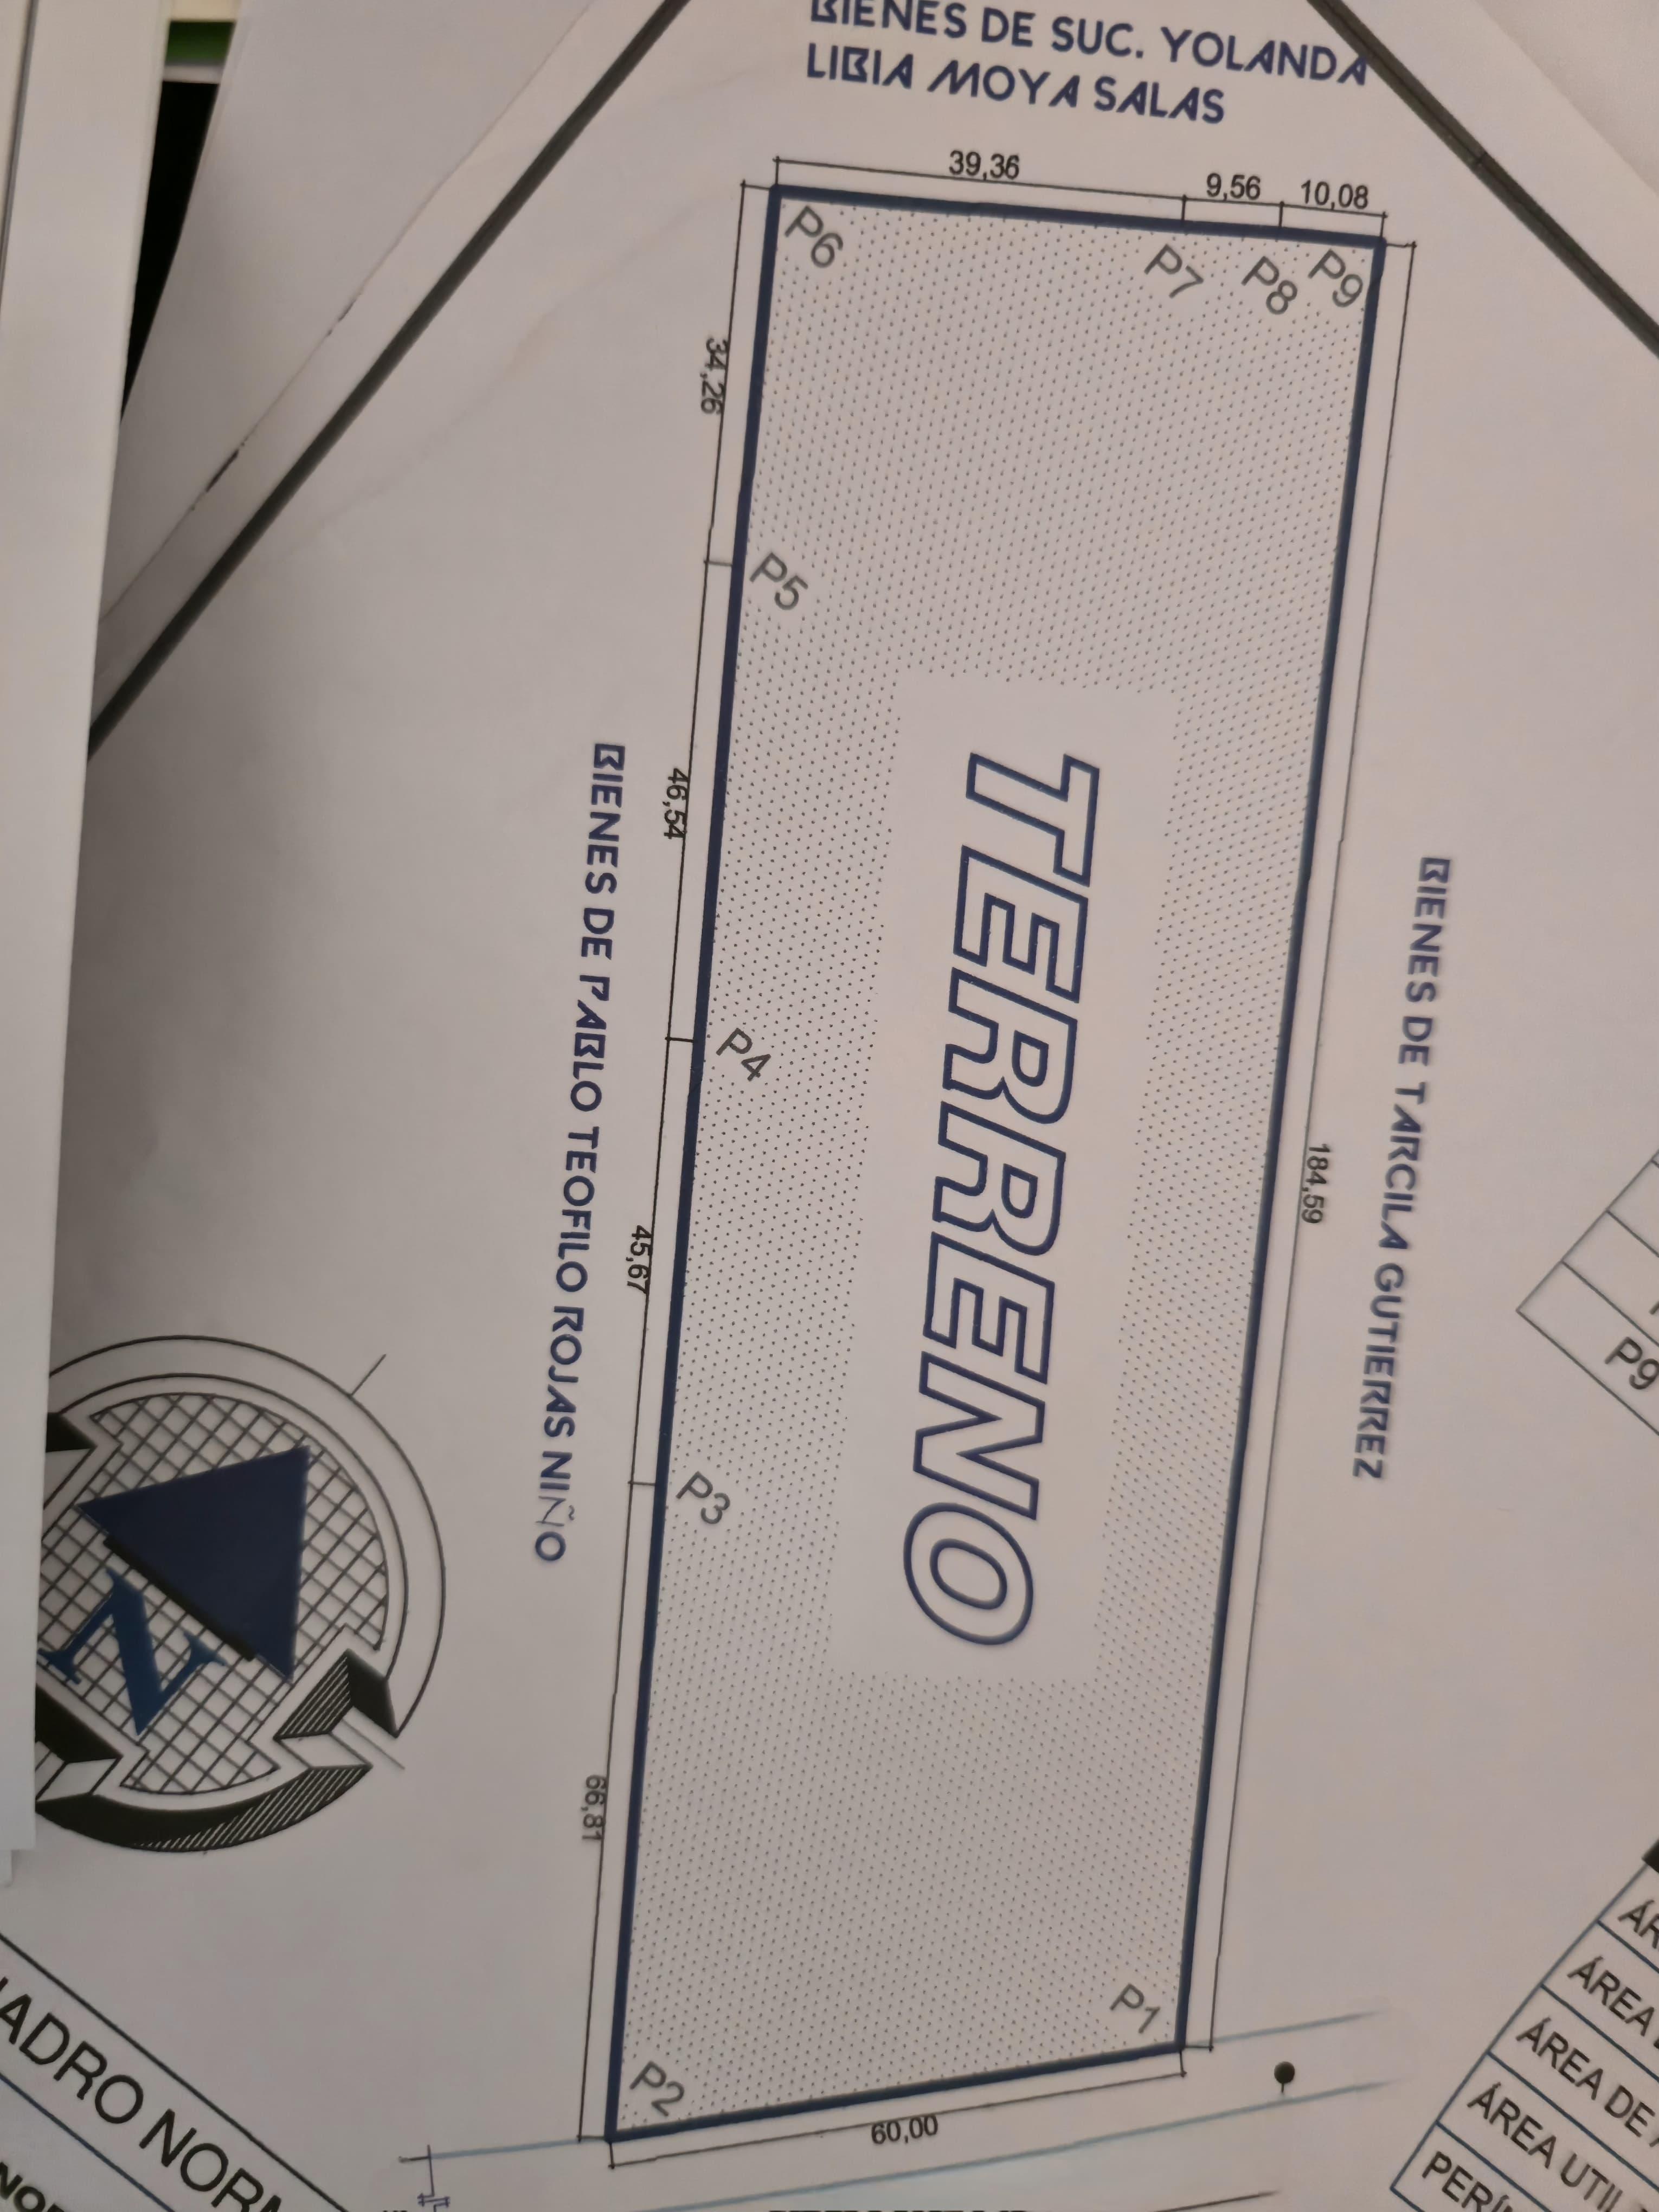 BIENES DE SUC. YOLANDA
LIBIA MOYA SALAS
39,36
9,56
10,08
P6
P7
P8
P9
34,26
P5
46,54
BIENES DE PABLO TEOFILO ROJAS NIÑO
P4
TERRENO
184,59
BIENES DE TARCILA GUTIERREZ
45,67
P3
P9
N
66,81
P1
P2
60,00
ÁREA
ÁREA DE
ÁREA UTIL